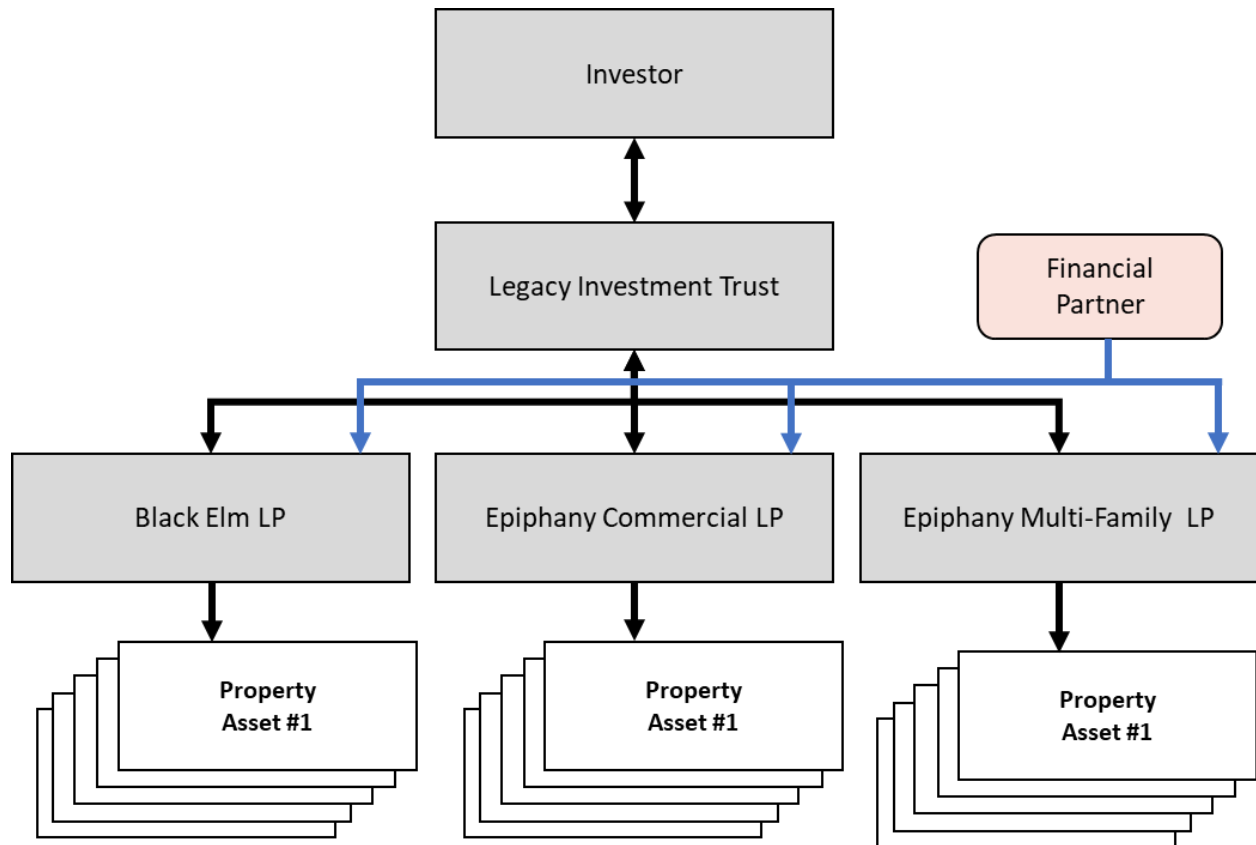 Investor
Legacy Investment Trust
Financial
Partner
Black Elm LP
Epiphany Commercial LP
Epiphany Multi-Family LP
Property
Asset #1
Property
Asset #1
Property
Asset #1